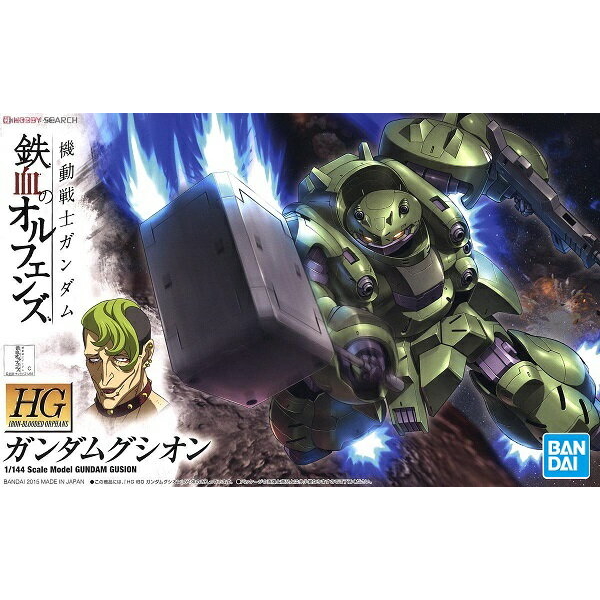 HOBBY SEARCH
機動戦士ガンダム
鉄血のオルフェンズ
HG
IRON-BLOODED ORPHANS
ガンダムグシオン
1/144 Scale Model GUNDAM GUSION
BANDAI 2015 MADE IN JAPAN
BAN
DAI